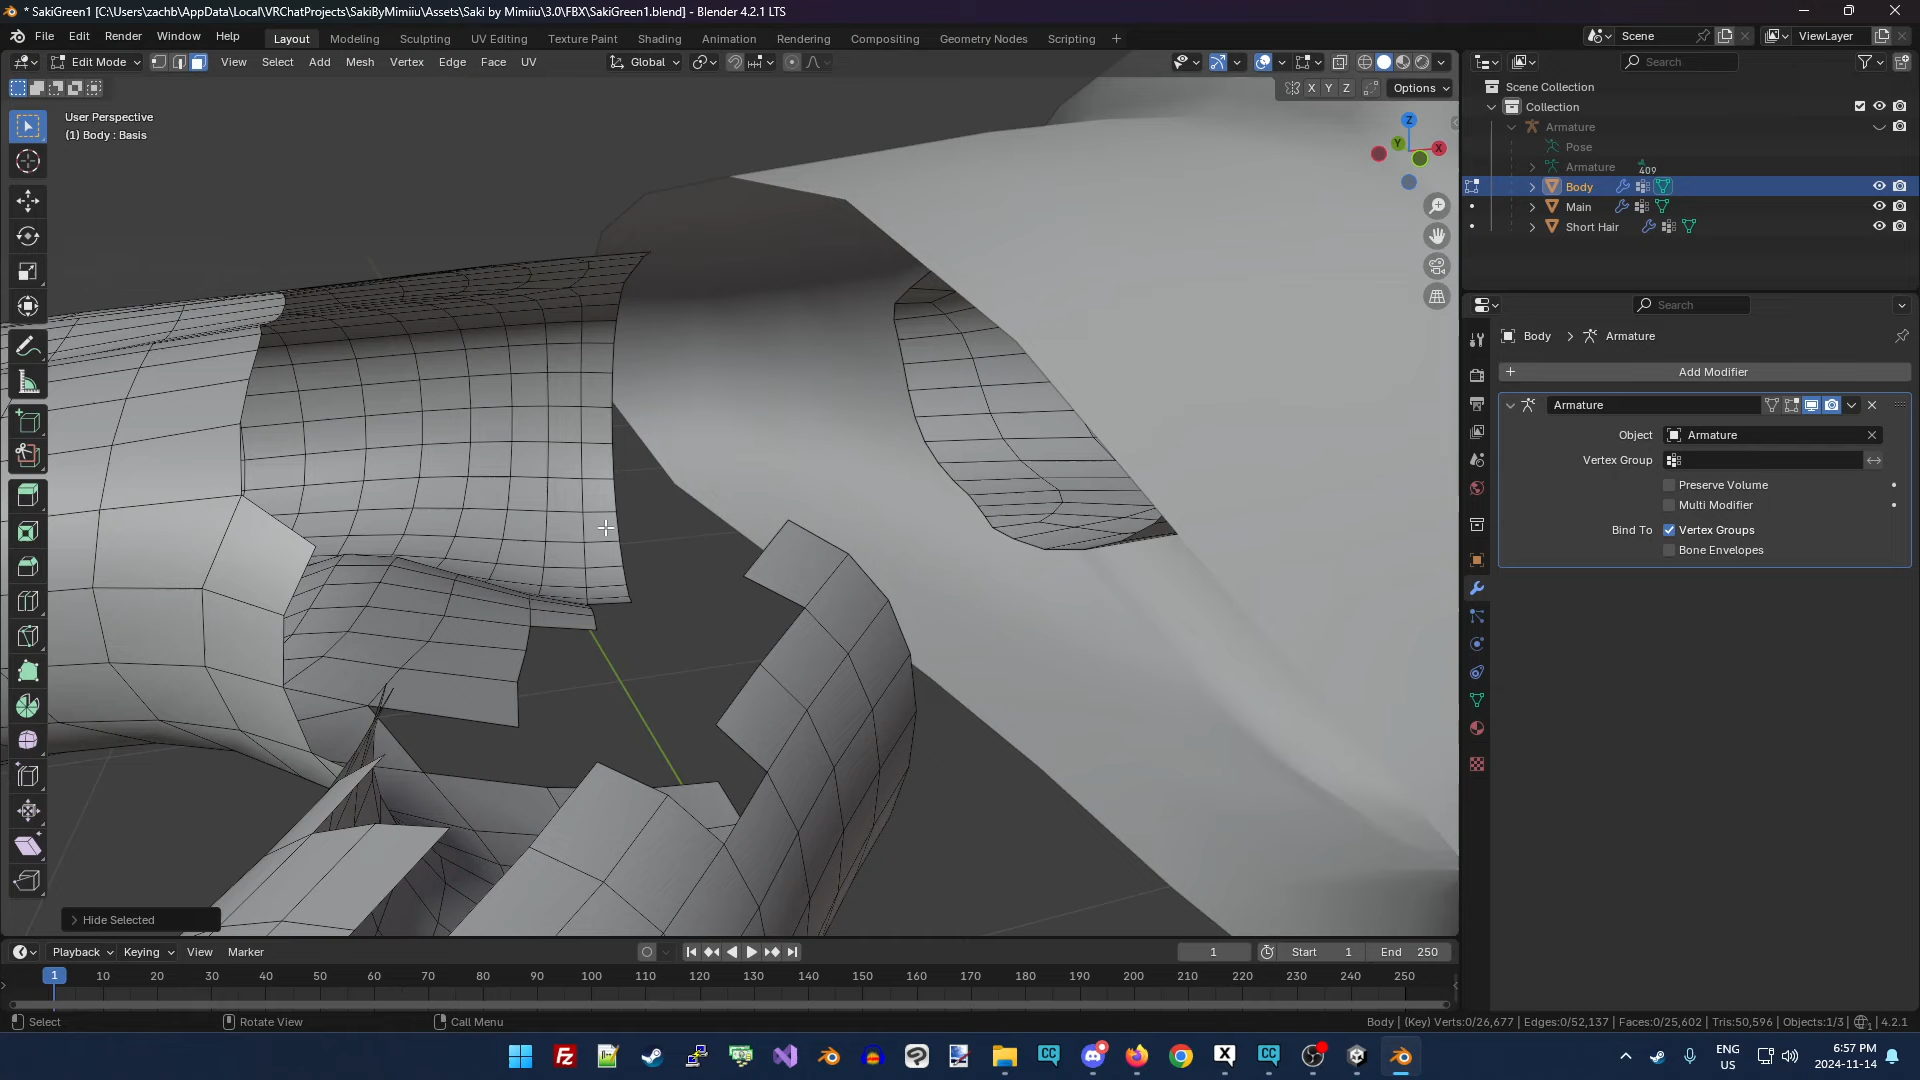 * SakiGreen1 [C:\Users\zachb\AppData\Local\VRChatProjects\SakiByMimiiu\Assets\Saki by Mimiiu\3.0\FBX\SakiGreen1.blend] - Blender 4.2.1 LTS
File Edit Render Window Help Layout Modeling Sculpting UV Editing Texture Paint Shading Animation Rendering Compositing Geometry Nodes Scripting + Scene ViewLayer
Edit Mode View Select Add Mesh Vertex Edge Face UV Global Search
X Y Z Options
Scene Collection
Collection
Armature
Pose
Armature 409
Body
Main
Short Hair
User Perspective
(1) Body : Basis
Z
Y
X
Search
Body > Armature
+ Add Modifier
Armature
Object Armature
Vertex Group
Preserve Volume
Multi Modifier
Bind To Vertex Groups
Bone Envelopes
Hide Selected
Playback Keying View Marker 1 Start 1 End 250
1 10 20 30 40 50 60 70 80 90 100 110 120 130 140 150 160 170 180 190 200 210 220 230 240 250
Select Rotate View Call Menu Body | (Key) Verts:0/26,677 | Edges:0/52,137 | Faces:0/25,602 | Tris:50,596 | Objects:1/3 | 4.2.1
ENG
US
6:57 PM
2024-11-14